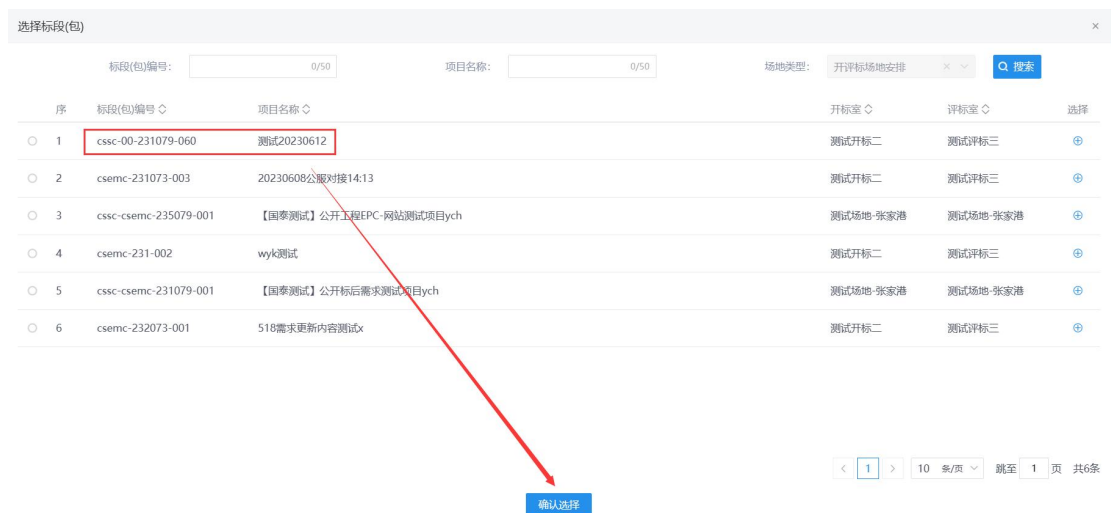 选择标段(包) ×
标段(包)编号: 0/50 项目名称: 0/50 场地类型: 开评标场地安排 × 搜索
序 标段(包)编号 项目名称 开标室 评标室 选择
1 cssc-00-231079-060 测试20230612 测试开标二 测试评标三
2 csemc-231073-003 20230608公服对接14:13 测试开标二 测试评标三
3 cssc-csemc-235079-001 【国泰测试】公开工程EPC-网站测试项目ych 测试场地-张家港 测试场地-张家港
4 csemc-231-002 wyk测试 测试开标二 测试评标三
5 cssc-csemc-231079-001 【国泰测试】公开标后需求测试项目ych 测试场地-张家港 测试场地-张家港
6 csemc-232073-001 518需求更新内容测试x 测试开标二 测试评标三
< 1 > 10 条/页 跳至 1 页 共6条
确认选择